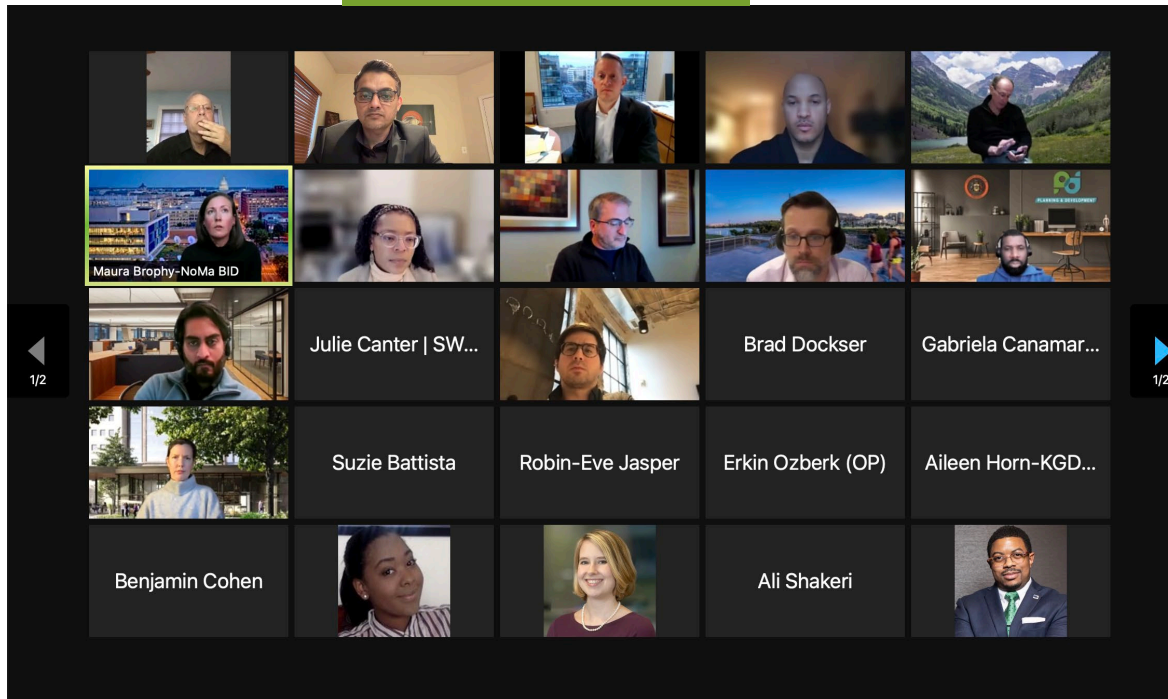 Maura Brophy-NoMa BID
PLANNING & DEVELOPMENT
1/2
Julie Canter | SW...
Brad Dockser
Gabriela Canamar...
1/2
Suzie Battista
Robin-Eve Jasper
Erkin Ozberk (OP)
Aileen Horn-KGD...
Benjamin Cohen
Ali Shakeri